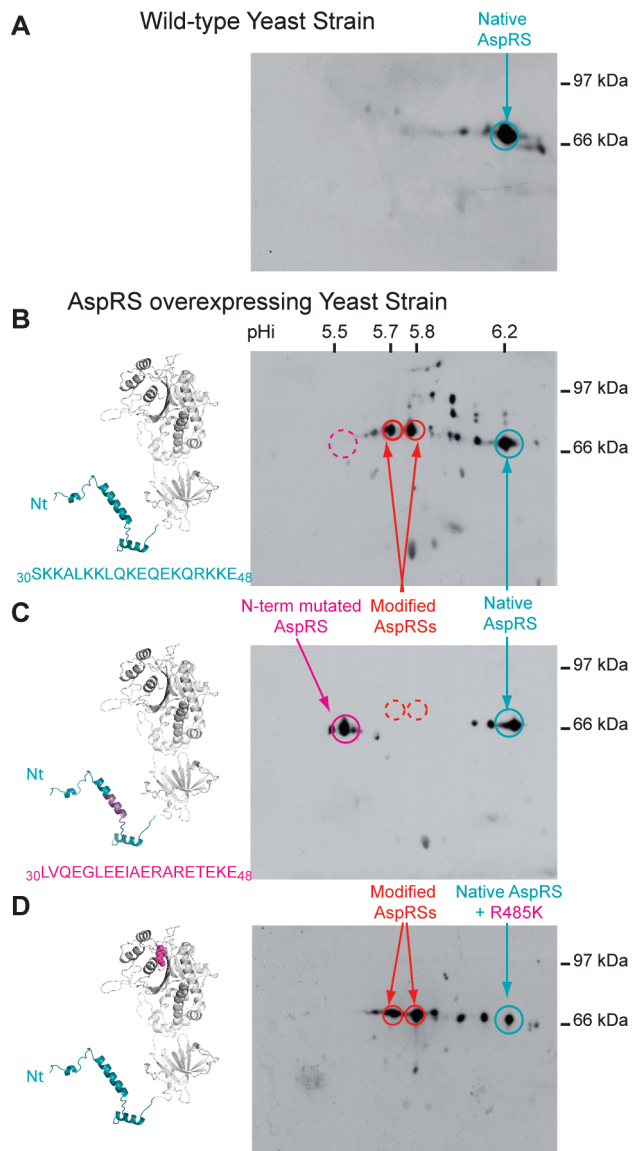 A
Wild-type Yeast Strain
Native
AspRS
97 kDa
66 kDa
AspRS overexpressing Yeast Strain
B
pHi
5.5
5.7
5.8
6.2
97 kDa
66 kDa
Nt
30SKKALKKLQKEQEKQRKKE48
C
N-term mutated
AspRS
Modified
AspRSs
Native
AspRS
97 kDa
66 kDa
Nt
30LVQEGLEEIAERARETEKE48
D
Modified
AspRSs
Native AspRS
+ R485K
97 kDa
66 kDa
Nt